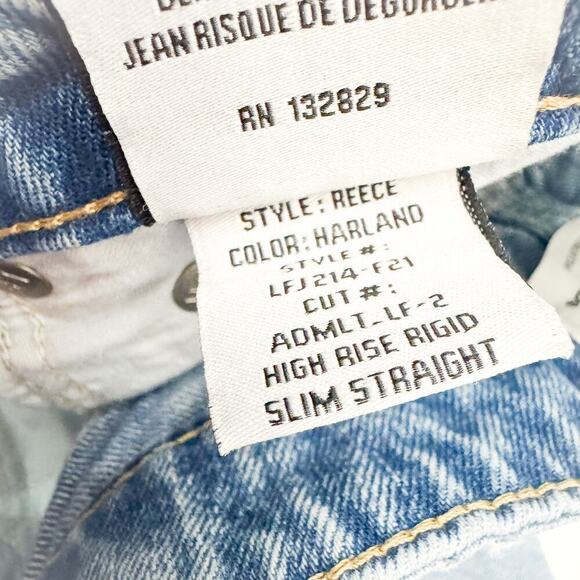 JEAN RISQUE DE
RN 132829
STYLE: REECE
COLOR: HARLAND
STYLE #:
LFJ214-F21
CUT #:
ADMLT_LF-2
HIGH RISE RIGID
SLIM STRAIGHT